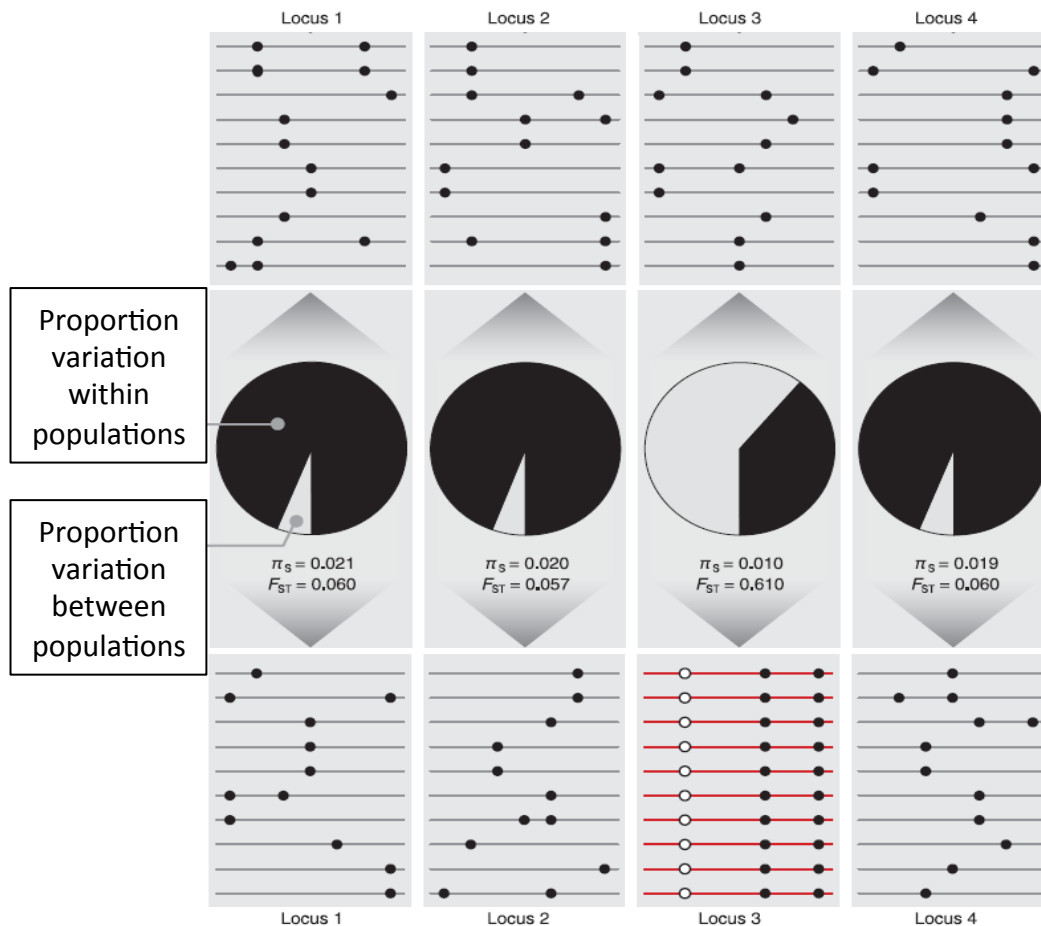 Locus 1
Locus 2
Locus 3
Locus 4
Proportion
variation
within
populations
Proportion
variation
between
populations
πS = 0.021
FST = 0.060
πS = 0.020
FST = 0.057
πS = 0.010
FST = 0.610
πS = 0.019
FST = 0.060
Locus 1
Locus 2
Locus 3
Locus 4